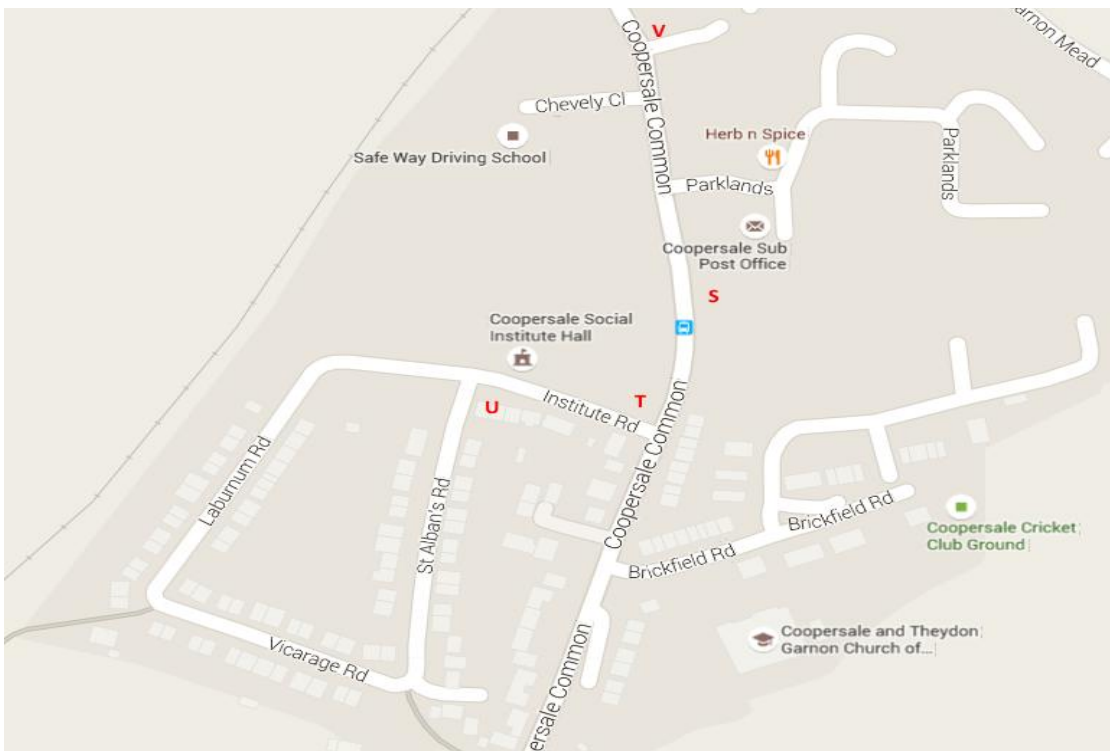 V
arnon Mead
Coopersale Common
Chevely Cl
Herb n Spice
Safe Way Driving School
Parklands
Parklands
Coopersale Sub
Post Office
S
Coopersale Social
Institute Hall
U
T
Institute Rd
Coopersale Common
Laburnum Rd
St Alban's Rd
Brickfield Rd
Coopersale Cricket
Club Ground
Brickfield Rd
Vicarage Rd
Coopersale and Theydon
Garnon Church of...
ersale Common